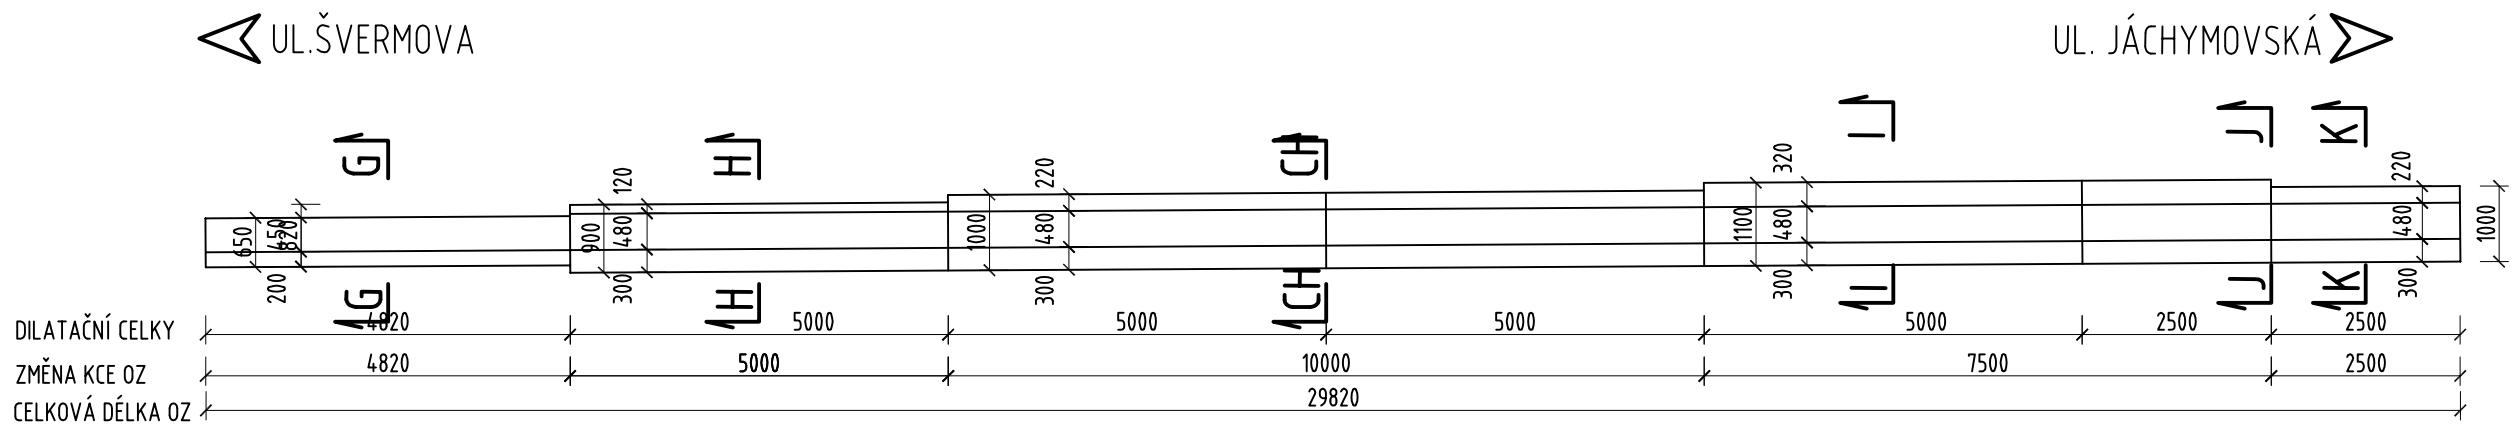 UL.ŠVERMOVA
UL. JÁCHYMOVSKÁ
G H CH I J K
120 220 320 220
650 450 820 900 480 1000 480 1100 480 480 1000
200 300 300 300 300
G H CH I J K
DILATAČNÍ CELKY 4820 5000 5000 5000 5000 2500 2500
ZMĚNA KCE OZ 4820 5000 10000 7500 2500
CELKOVÁ DÉLKA OZ 29820